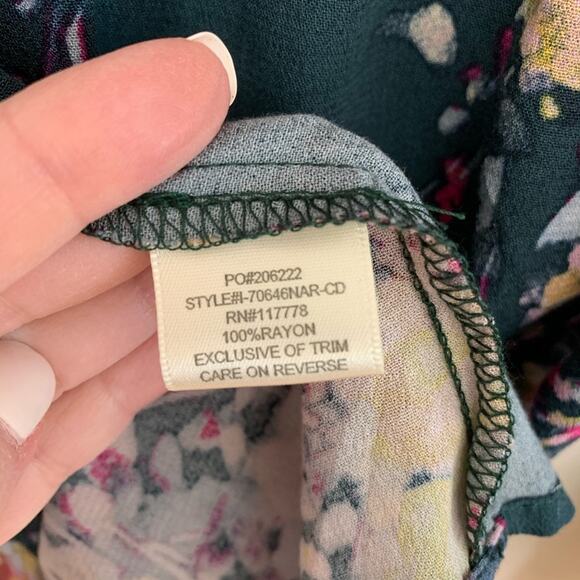 PO#206222
STYLE#I-70646NAR-CD
RN#117778
100%RAYON
EXCLUSIVE OF TRIM
CARE ON REVERSE